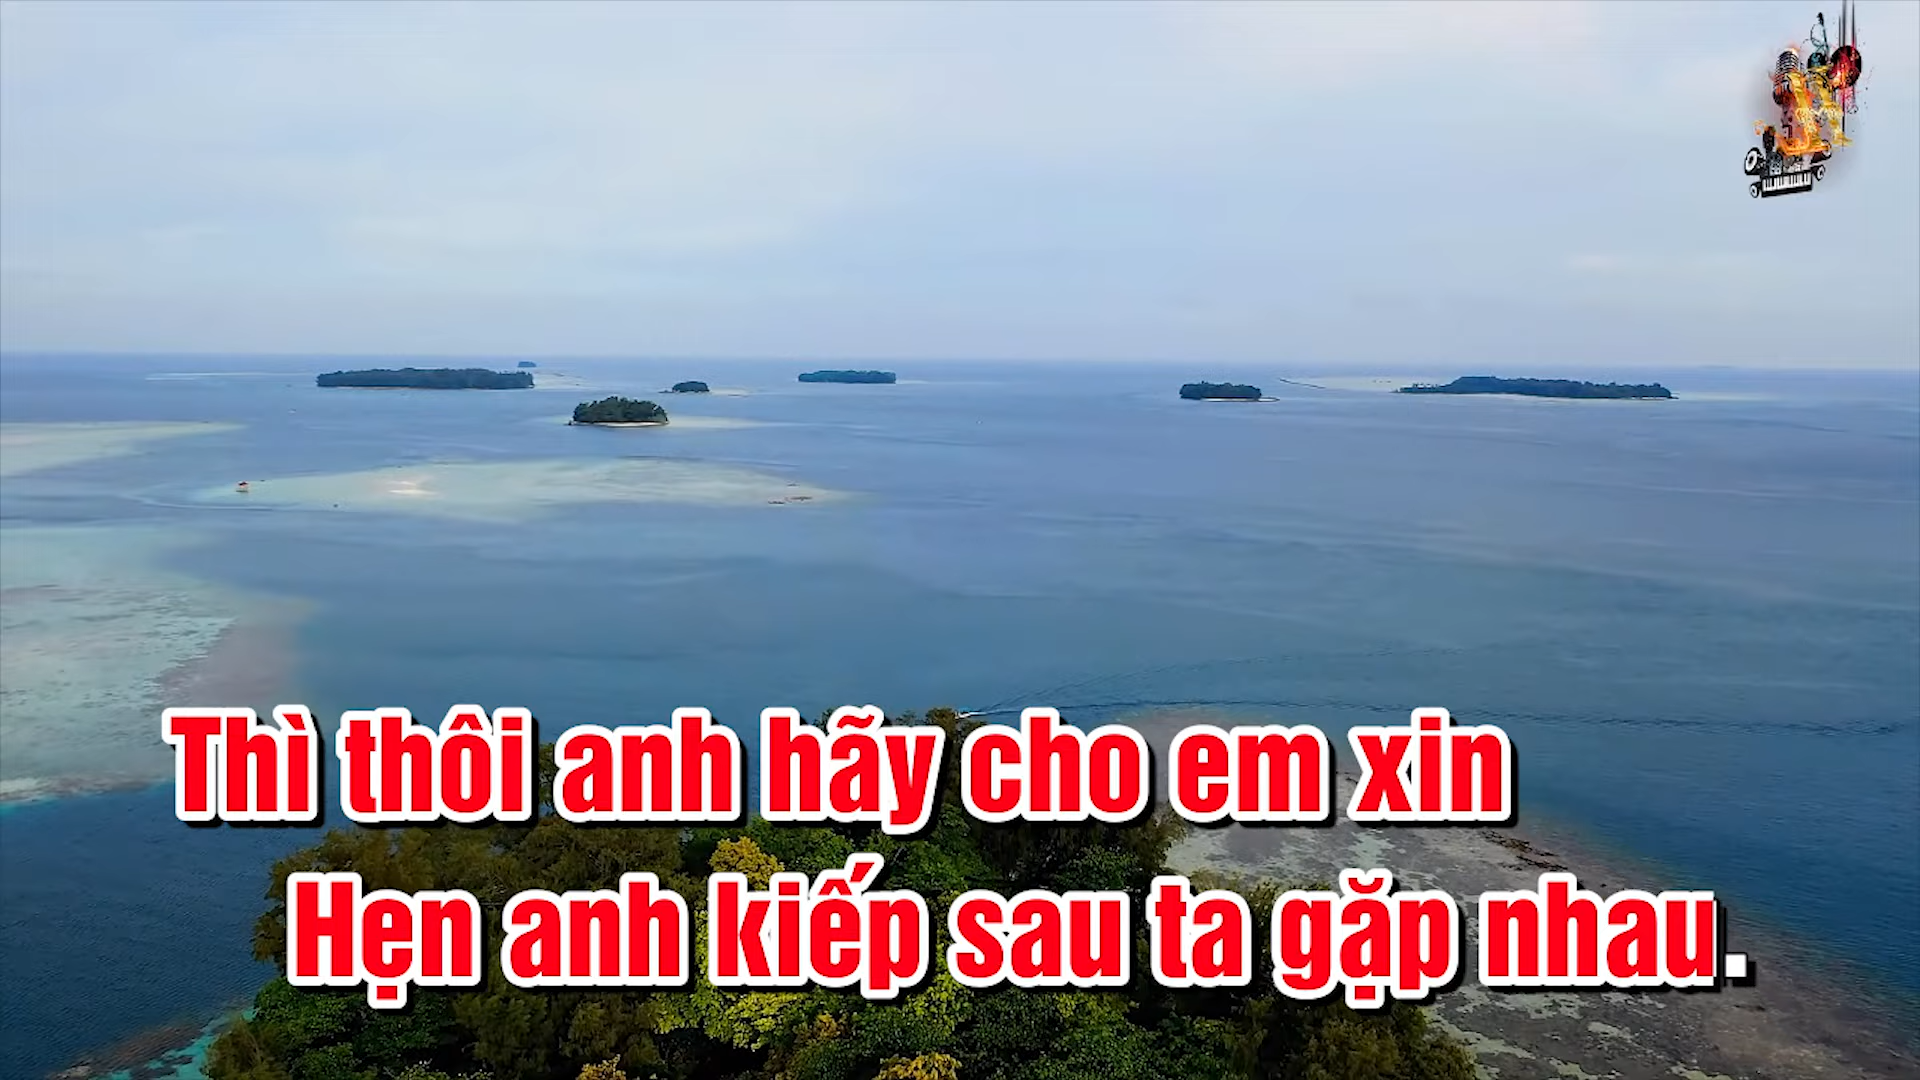 Thì thôi anh hãy cho em xin
Hẹn anh kiếp sau ta gặp nhau.